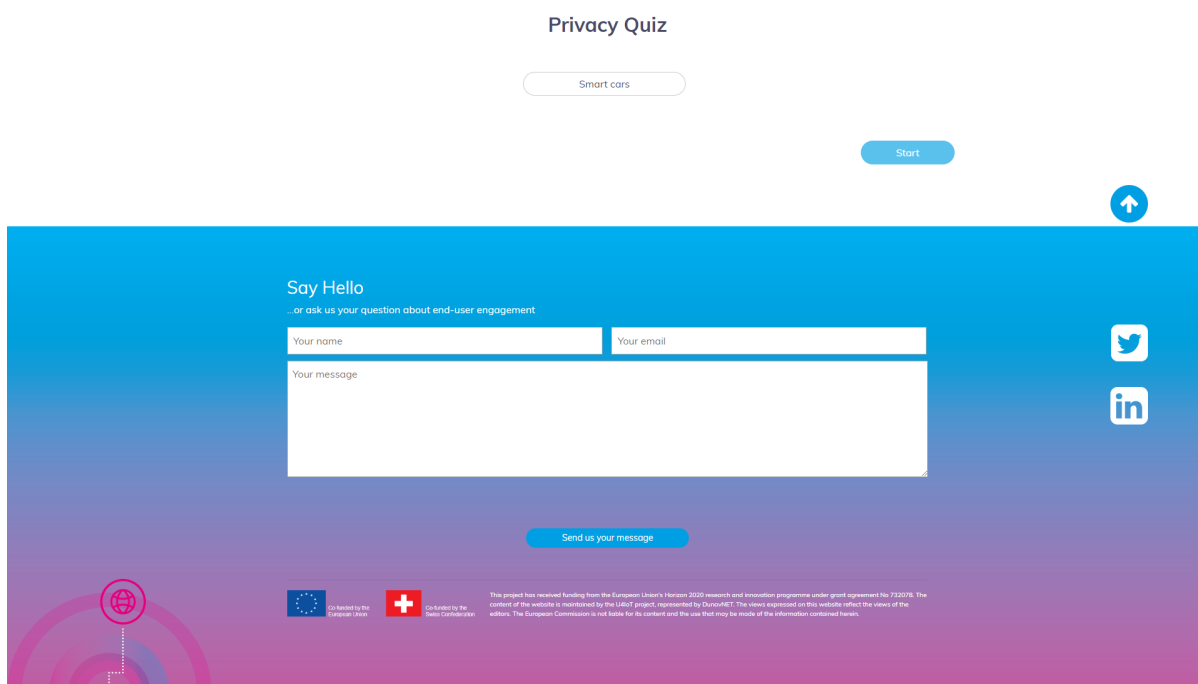 Privacy Quiz
Smart cars
Start
Say Hello
...or ask us your question about end-user engagement
Your name
Your email
Your message
in
Send us your message
Co-funded by the
European Union
Co-funded by the
Swiss Confederation
This project has received funding from the European Union's Horizon 2020 research and innovation programme under grant agreement No 732078. The
content of the website is maintained by the U4IoT project, represented by DunavNET. The views expressed on this website reflect the views of the
editors. The European Commission is not liable for its content and the use that may be made of the information contained herein.